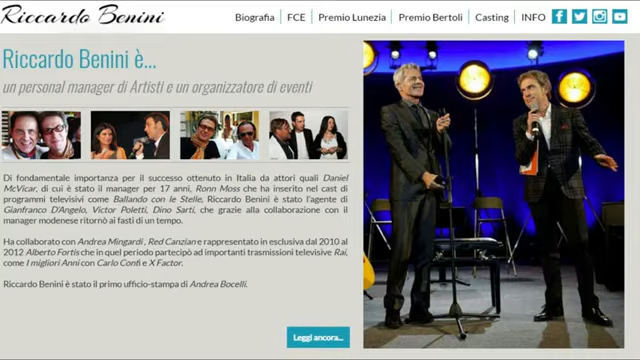 Riccardo Benini
Biografia | FCE | Premio Lunezia | Premio Bertoli | Casting | INFO
Riccardo Benini è...
un personal manager di Artisti e un organizzatore di eventi
Di fondamentale importanza per il successo ottenuto in Italia da attori quali Daniel
McVicar, di cui è stato il manager per 17 anni, Ronn Moss che ha inserito nel cast di
programmi televisivi come Ballando con le Stelle, Riccardo Benini è stato l'agente di
Gianfranco D'Angelo, Victor Poletti, Dino Sarti, che grazie alla collaborazione con il
manager modenese ritornò ai fasti di un tempo.
Ha collaborato con Andrea Mingardi , Red Canzian e rappresentato in esclusiva dal 2010 al
2012 Alberto Fortis che in quel periodo partecipò ad importanti trasmissioni televisive Rai,
come I migliori Anni con Carlo Conti e X Factor.
Riccardo Benini è stato il primo ufficio-stampa di Andrea Bocelli.
Leggi ancora...